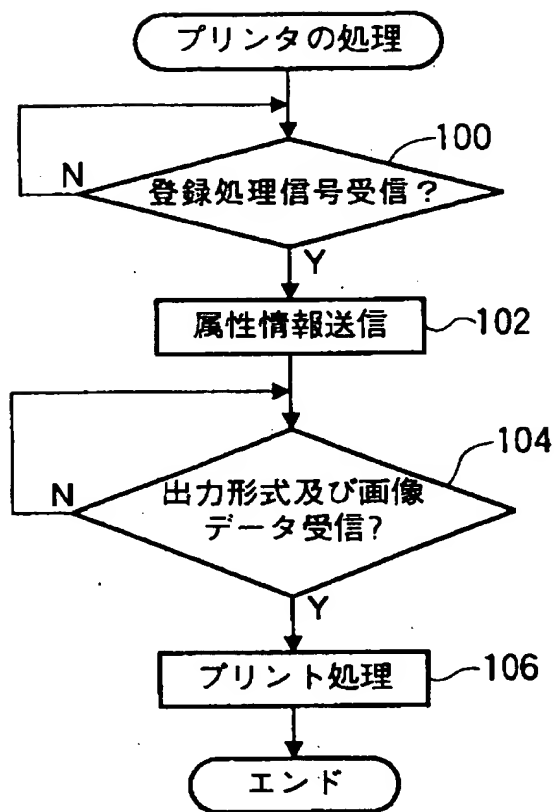 プリンタの処理
100
N
登録処理信号受信?
Y
属性情報送信
102
104
N
出力形式及び画像
データ受信?
Y
プリント処理
106
エンド